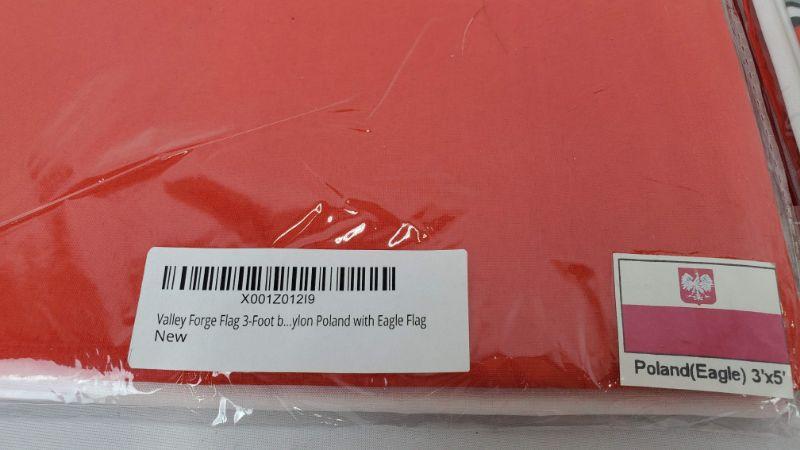 X001Z012I9
Valley Forge Flag 3-Foot b...ylon Poland with Eagle Flag
New
Poland(Eagle) 3'x5'